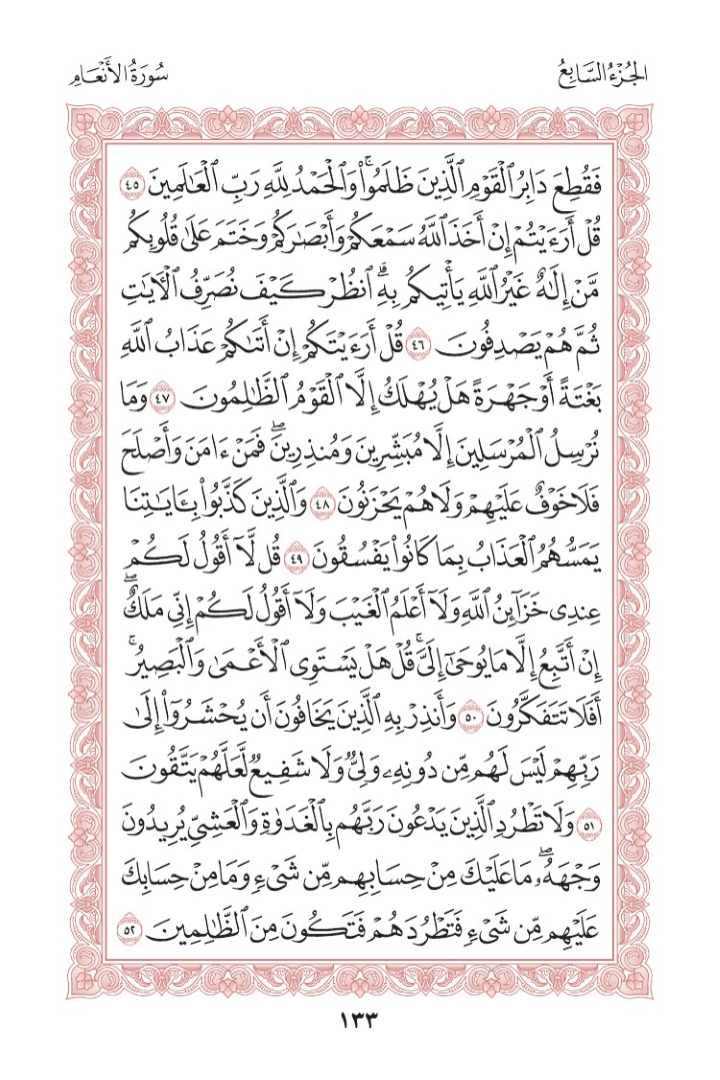 الجُزْءُ السَّابِعُ
سُورَةُ الأَنْعَامِ
فَقُطِعَ دَابِرُ ٱلْقَوْمِ ٱلَّذِينَ ظَلَمُوا۟ۚ وَٱلْحَمْدُ لِلَّهِ رَبِّ ٱلْعَٰلَمِينَ ٤٥
قُلْ أَرَءَيْتُمْ إِنْ أَخَذَ ٱللَّهُ سَمْعَكُمْ وَأَبْصَٰرَكُمْ وَخَتَمَ عَلَىٰ قُلُوبِكُم
مَّنْ إِلَٰهٌ غَيْرُ ٱللَّهِ يَأْتِيكُم بِهِۗ ٱنظُرْ كَيْفَ نُصَرِّفُ ٱلْأٓيَٰتِ
ثُمَّ هُمْ يَصْدِفُونَ ٤٦ قُلْ أَرَءَيْتَكُمْ إِنْ أَتَىٰكُمْ عَذَابُ ٱللَّهِ
بَغْتَةً أَوْ جَهْرَةً هَلْ يُهْلَكُ إِلَّا ٱلْقَوْمُ ٱلظَّٰلِمُونَ ٤٧ وَمَا
نُرْسِلُ ٱلْمُرْسَلِينَ إِلَّا مُبَشِّرِينَ وَمُنذِرِينَۖ فَمَنْ ءَامَنَ وَأَصْلَحَ
فَلَا خَوْفٌ عَلَيْهِمْ وَلَا هُمْ يَحْزَنُونَ ٤٨ وَٱلَّذِينَ كَذَّبُوا۟ بِـَٔايَٰتِنَا
يَمَسُّهُمُ ٱلْعَذَابُ بِمَا كَانُوا۟ يَفْسُقُونَ ٤٩ قُل لَّآ أَقُولُ لَكُمْ
عِندِى خَزَآئِنُ ٱللَّهِ وَلَآ أَعْلَمُ ٱلْغَيْبَ وَلَآ أَقُولُ لَكُمْ إِنِّى مَلَكٌۖ
إِنْ أَتَّبِعُ إِلَّا مَا يُوحَىٰٓ إِلَىَّۚ قُلْ هَلْ يَسْتَوِى ٱلْأَعْمَىٰ وَٱلْبَصِيرُۚ
أَفَلَا تَتَفَكَّرُونَ ٥٠ وَأَنذِرْ بِهِ ٱلَّذِينَ يَخَافُونَ أَن يُحْشَرُوٓا۟ إِلَىٰ
رَبِّهِمْ لَيْسَ لَهُم مِّن دُونِهِۦ وَلِىٌّ وَلَا شَفِيعٌ لَّعَلَّهُمْ يَتَّقُونَ
٥١ وَلَا تَطْرُدِ ٱلَّذِينَ يَدْعُونَ رَبَّهُم بِٱلْغَدَوٰةِ وَٱلْعَشِىِّ يُرِيدُونَ
وَجْهَهُۥۖ مَا عَلَيْكَ مِنْ حِسَابِهِم مِّن شَىْءٍ وَمَا مِنْ حِسَابِكَ
عَلَيْهِم مِّن شَىْءٍ فَتَطْرُدَهُمْ فَتَكُونَ مِنَ ٱلظَّٰلِمِينَ ٥٢
١٣٣